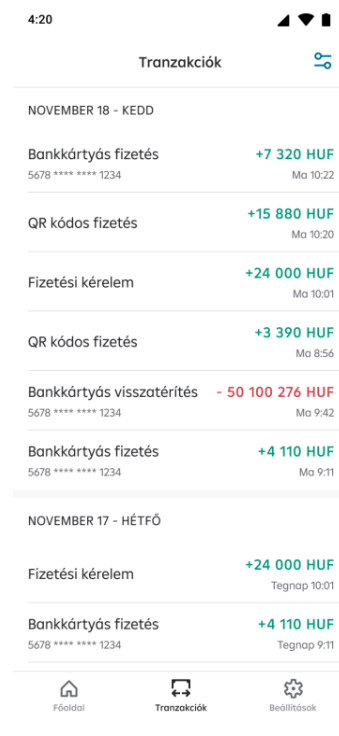 4:20
Tranzakciók
NOVEMBER 18 - KEDD
Bankkártyás fizetés
+7 320 HUF
5678 **** **** 1234
Ma 10:22
QR kódos fizetés
+15 880 HUF
Ma 10:20
Fizetési kérelem
+24 000 HUF
Ma 10:01
QR kódos fizetés
+3 390 HUF
Ma 8:56
Bankkártyás visszatérítés
- 50 100 276 HUF
5678 **** **** 1234
Ma 9:42
Bankkártyás fizetés
+4 110 HUF
5678 **** **** 1234
Ma 9:11
NOVEMBER 17 - HÉTFŐ
Fizetési kérelem
+24 000 HUF
Tegnap 10:01
Bankkártyás fizetés
+4 110 HUF
5678 **** **** 1234
Tegnap 9:11
Főoldal
Tranzakciók
Beállítások